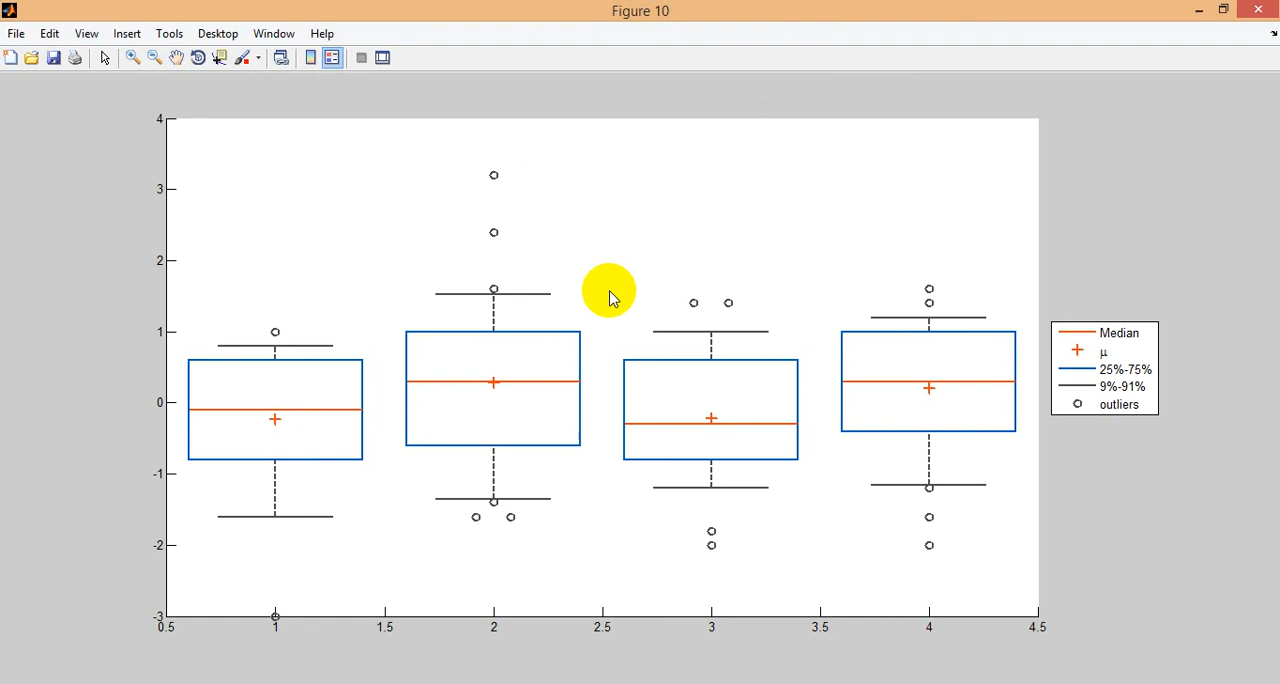 Figure 10
File Edit View Insert Tools Desktop Window Help
4
3
2
1
0
-1
-2
-3
0.5 1 1.5 2 2.5 3 3.5 4 4.5
Median
μ
25%-75%
9%-91%
outliers